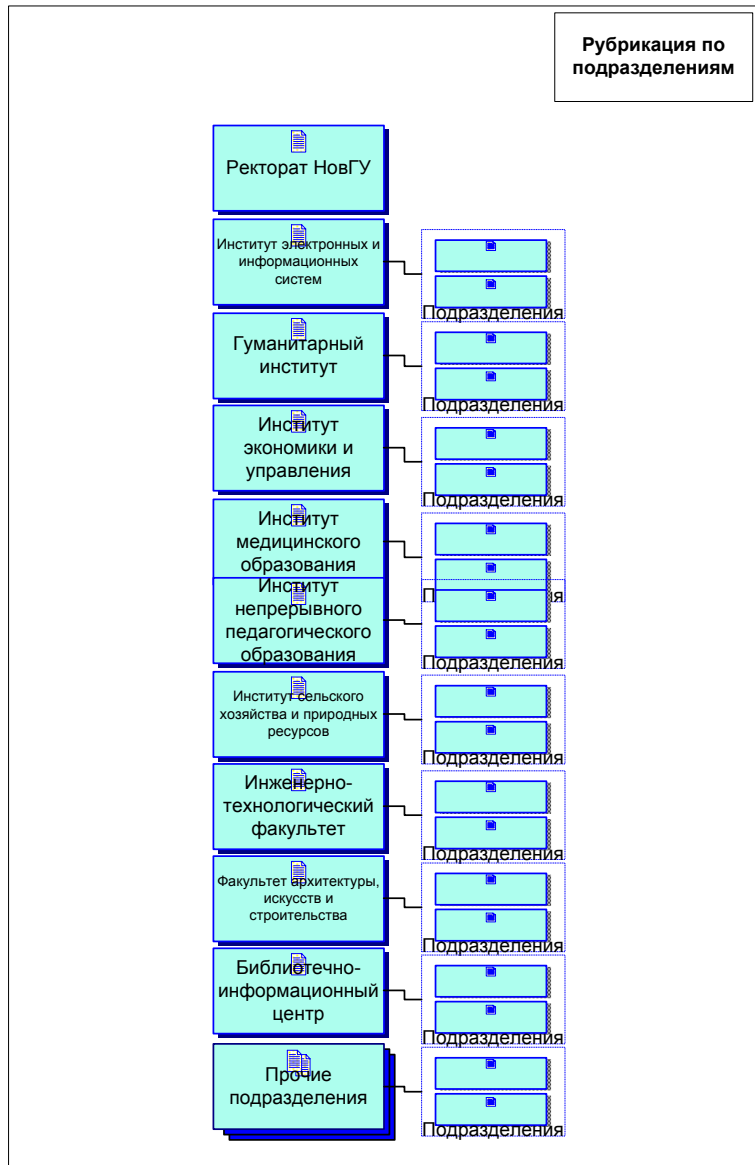 Рубрикация по
подразделениям
Ректорат НовГУ
Институт электронных и
информационных
систем
Подразделения
Гуманитарный
институт
Подразделения
Институт
экономики и
управления
Подразделения
Институт
медицинского
образования
Институт
непрерывного
педагогического
образования
Подразделения
Институт сельского
хозяйства и природных
ресурсов
Подразделения
Инженерно-
технологический
факультет
Подразделения
Факультет архитектуры,
искусств и
строительства
Подразделения
Библиотечно-
информационный
центр
Подразделения
Прочие
подразделения
Подразделения